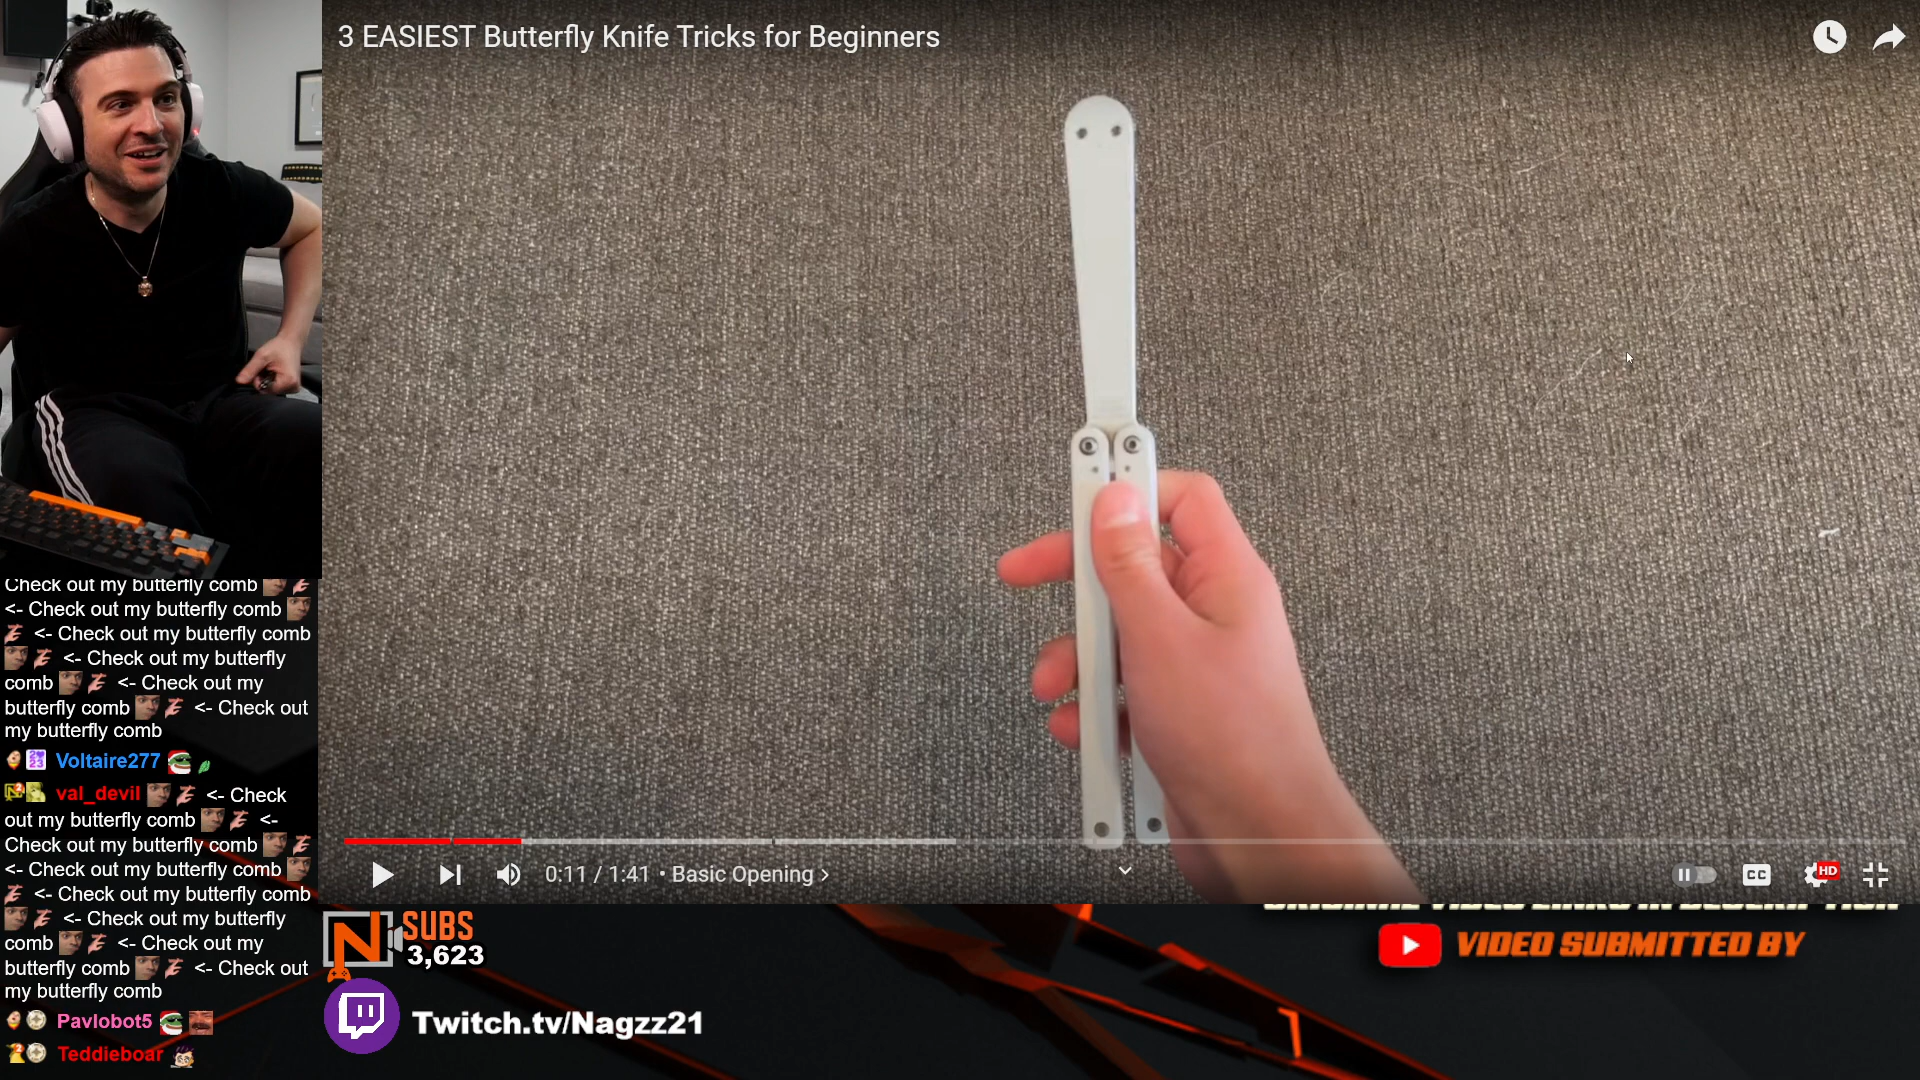 3 EASIEST Butterfly Knife Tricks for Beginners
Check out my butterfly comb
<- Check out my butterfly comb
<- Check out my butterfly comb
<- Check out my butterfly
comb <- Check out my
butterfly comb <- Check out
my butterfly comb
Voltaire277
val_devil <- Check
out my butterfly comb <-
Check out my butterfly comb
<- Check out my butterfly comb
<- Check out my butterfly comb
<- Check out my butterfly
comb <- Check out my
butterfly comb <- Check out
my butterfly comb
Pavlobot5
Teddieboar
0:11 / 1:41 • Basic Opening >
CC
HD
N SUBS
3,623
Twitch.tv/Nagzz21
VIDEO SUBMITTED BY